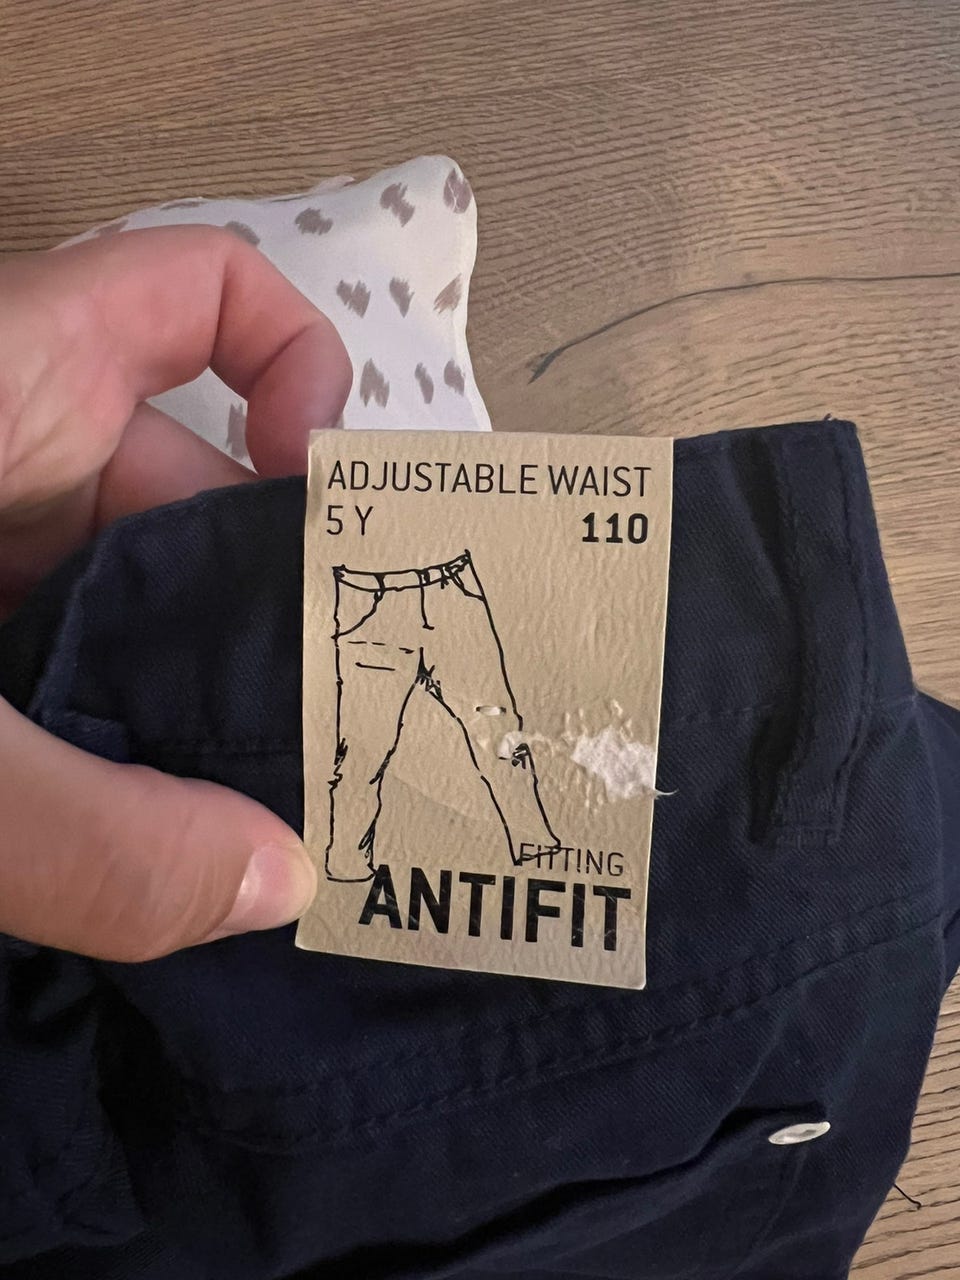 ADJUSTABLE WAIST
5 Y 110
FITTING
ANTIFIT